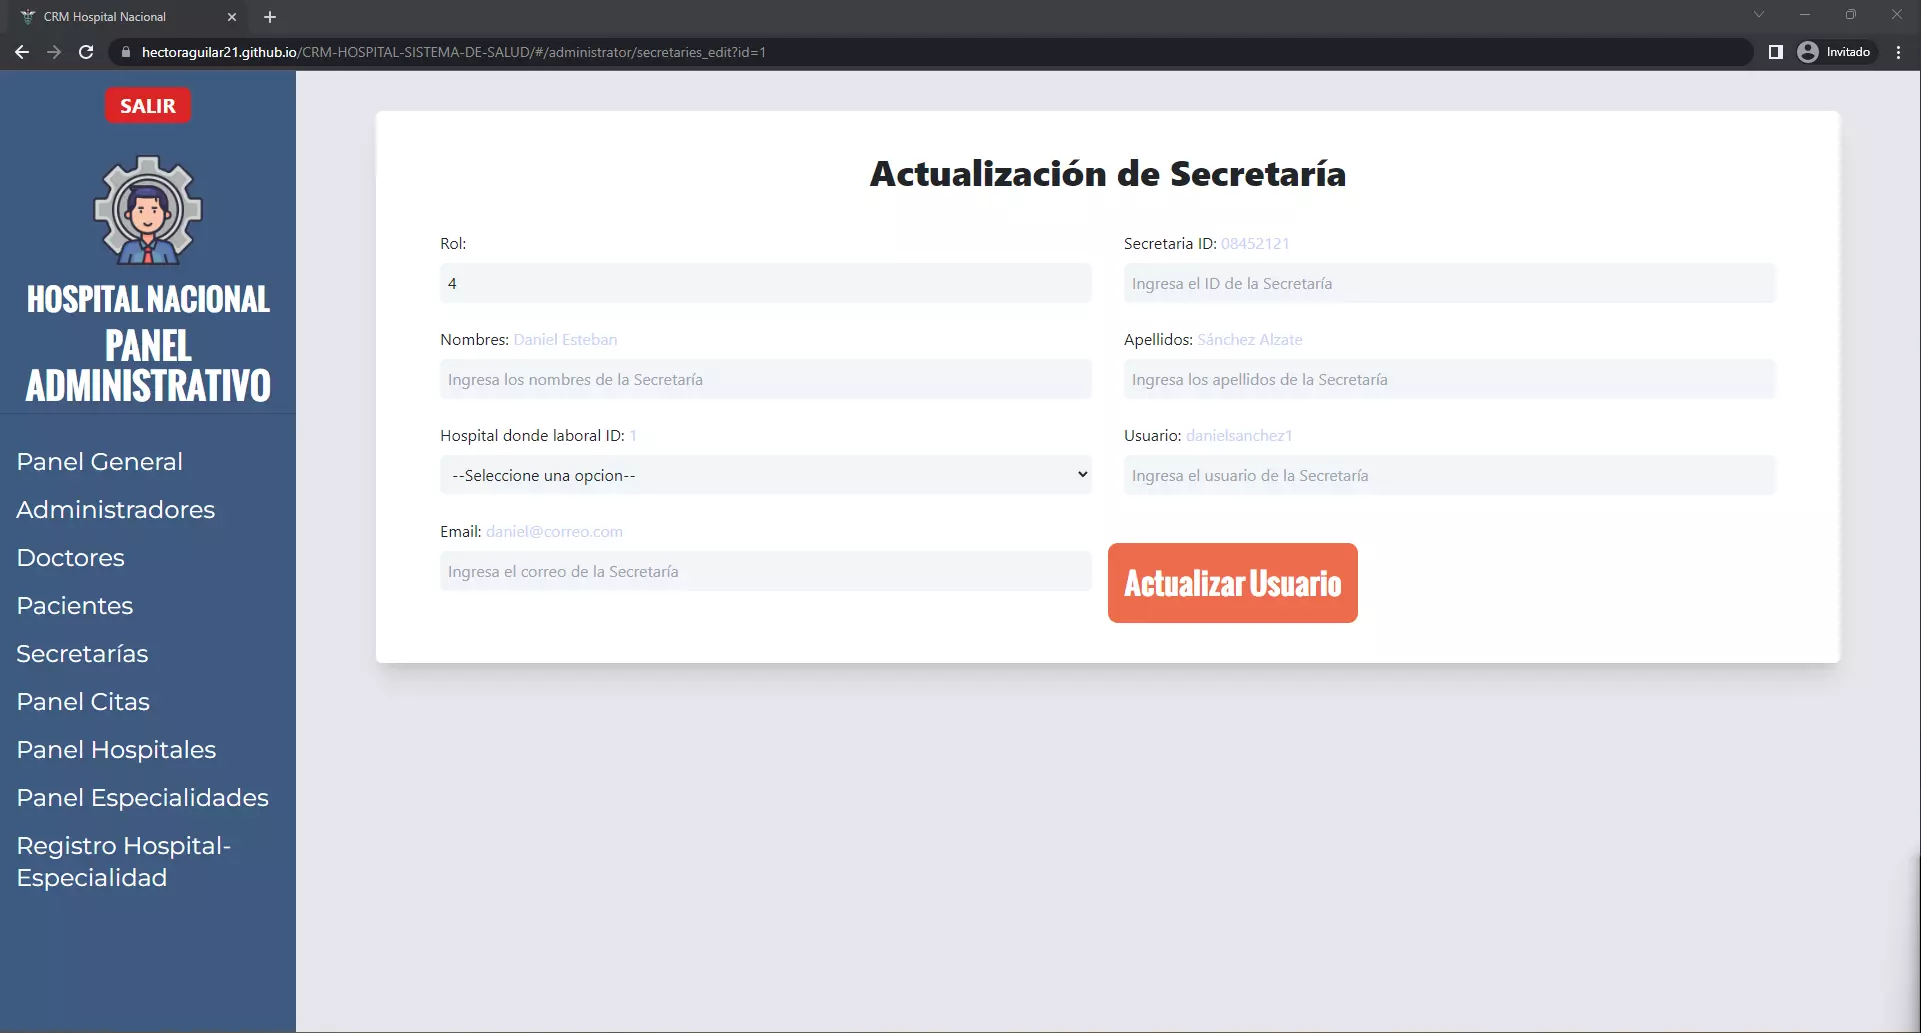 CRM Hospital Nacional
hectoraguilar21.github.io/CRM-HOSPITAL-SISTEMA-DE-SALUD/#/administrator/secretaries_edit?id=1
Invitado
SALIR
HOSPITAL NACIONAL
PANEL
ADMINISTRATIVO
Panel General
Administradores
Doctores
Pacientes
Secretarías
Panel Citas
Panel Hospitales
Panel Especialidades
Registro Hospital-
Especialidad
Actualización de Secretaría
Rol:
4
Secretaria ID: 08452121
Ingresa el ID de la Secretaría
Nombres: Daniel Esteban
Ingresa los nombres de la Secretaría
Apellidos: Sánchez Alzate
Ingresa los apellidos de la Secretaría
Hospital donde laboral ID: 1
--Seleccione una opcion--
Usuario: danielsanchez1
Ingresa el usuario de la Secretaría
Email: daniel@correo.com
Ingresa el correo de la Secretaría
Actualizar Usuario